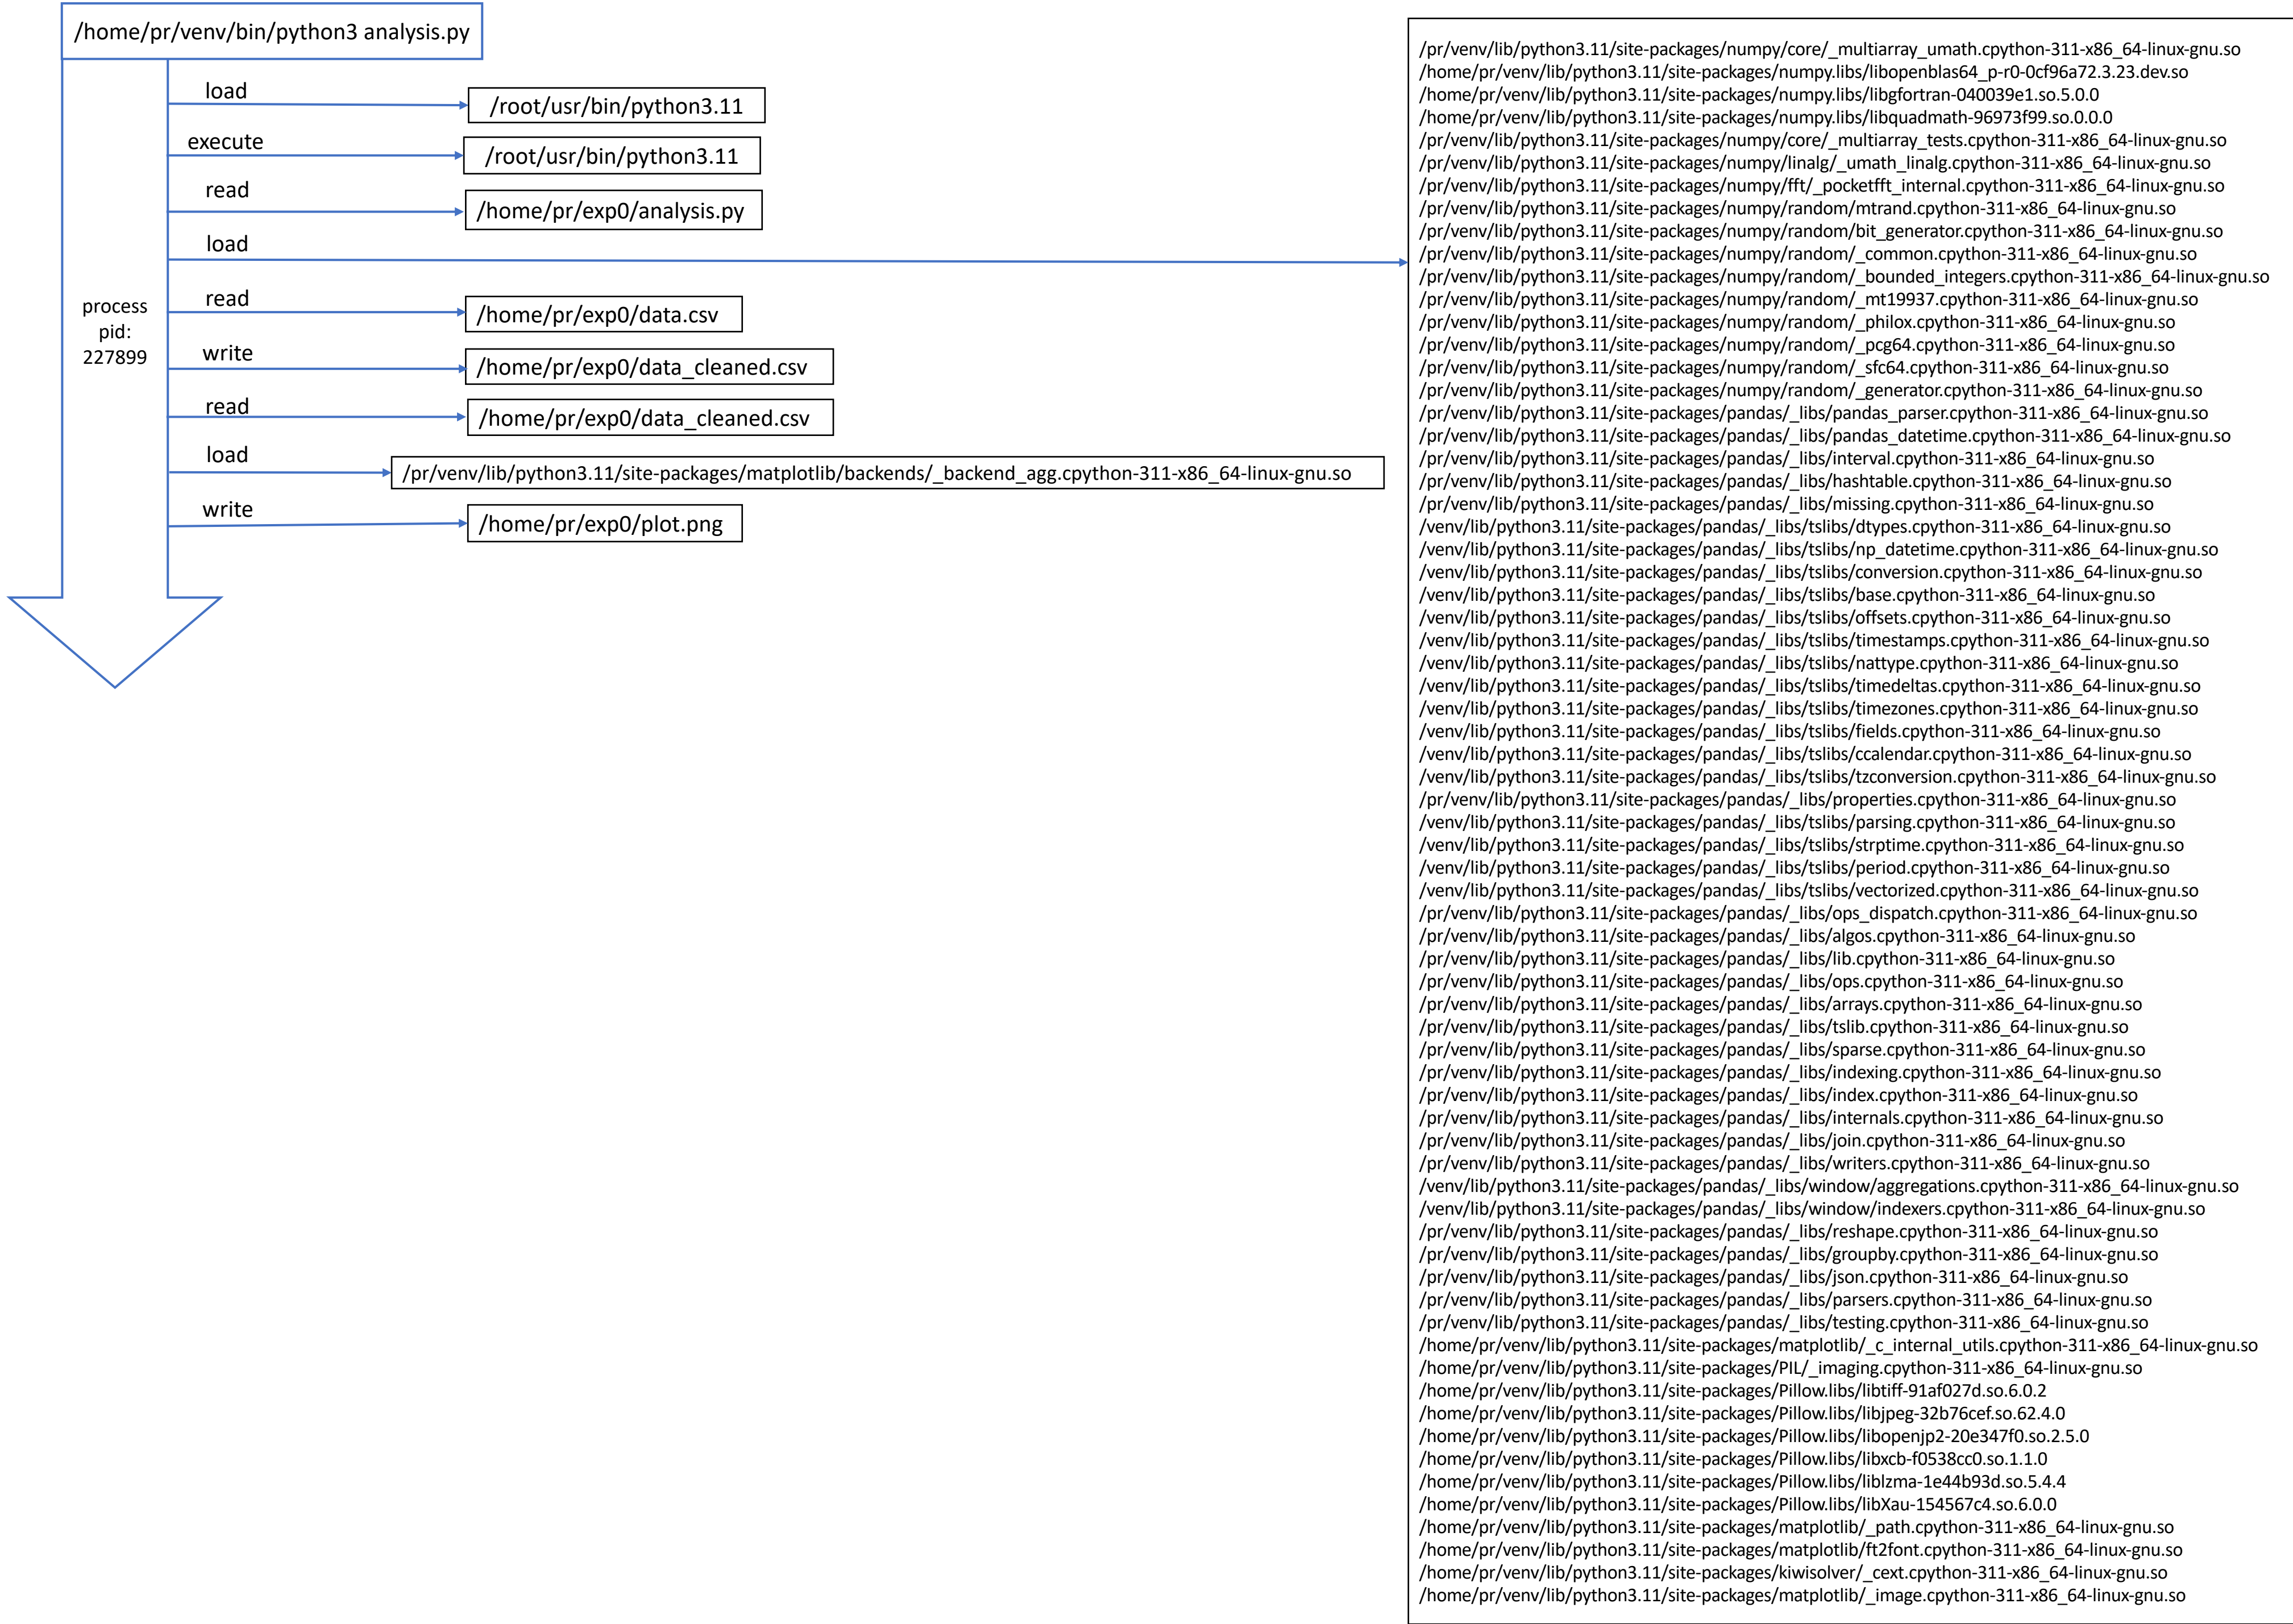 /home/pr/venv/bin/python3 analysis.py
load
/root/usr/bin/python3.11
execute
/root/usr/bin/python3.11
read
/home/pr/exp0/analysis.py
load
process
pid:
227899
read
/home/pr/exp0/data.csv
write
/home/pr/exp0/data_cleaned.csv
read
/home/pr/exp0/data_cleaned.csv
load
/pr/venv/lib/python3.11/site-packages/matplotlib/backends/_backend_agg.cpython-311-x86_64-linux-gnu.so
write
/home/pr/exp0/plot.png
/pr/venv/lib/python3.11/site-packages/numpy/core/_multiarray_umath.cpython-311-x86_64-linux-gnu.so
/home/pr/venv/lib/python3.11/site-packages/numpy.libs/libopenblas64_p-r0-0cf96a72.3.23.dev.so
/home/pr/venv/lib/python3.11/site-packages/numpy.libs/libgfortran-040039e1.so.5.0.0
/home/pr/venv/lib/python3.11/site-packages/numpy.libs/libquadmath-96973f99.so.0.0.0
/pr/venv/lib/python3.11/site-packages/numpy/core/_multiarray_tests.cpython-311-x86_64-linux-gnu.so
/pr/venv/lib/python3.11/site-packages/numpy/linalg/_umath_linalg.cpython-311-x86_64-linux-gnu.so
/pr/venv/lib/python3.11/site-packages/numpy/fft/_pocketfft_internal.cpython-311-x86_64-linux-gnu.so
/pr/venv/lib/python3.11/site-packages/numpy/random/mtrand.cpython-311-x86_64-linux-gnu.so
/pr/venv/lib/python3.11/site-packages/numpy/random/bit_generator.cpython-311-x86_64-linux-gnu.so
/pr/venv/lib/python3.11/site-packages/numpy/random/_common.cpython-311-x86_64-linux-gnu.so
/pr/venv/lib/python3.11/site-packages/numpy/random/_bounded_integers.cpython-311-x86_64-linux-gnu.so
/pr/venv/lib/python3.11/site-packages/numpy/random/_mt19937.cpython-311-x86_64-linux-gnu.so
/pr/venv/lib/python3.11/site-packages/numpy/random/_philox.cpython-311-x86_64-linux-gnu.so
/pr/venv/lib/python3.11/site-packages/numpy/random/_pcg64.cpython-311-x86_64-linux-gnu.so
/pr/venv/lib/python3.11/site-packages/numpy/random/_sfc64.cpython-311-x86_64-linux-gnu.so
/pr/venv/lib/python3.11/site-packages/numpy/random/_generator.cpython-311-x86_64-linux-gnu.so
/pr/venv/lib/python3.11/site-packages/pandas/_libs/pandas_parser.cpython-311-x86_64-linux-gnu.so
/pr/venv/lib/python3.11/site-packages/pandas/_libs/pandas_datetime.cpython-311-x86_64-linux-gnu.so
/pr/venv/lib/python3.11/site-packages/pandas/_libs/interval.cpython-311-x86_64-linux-gnu.so
/pr/venv/lib/python3.11/site-packages/pandas/_libs/hashtable.cpython-311-x86_64-linux-gnu.so
/pr/venv/lib/python3.11/site-packages/pandas/_libs/missing.cpython-311-x86_64-linux-gnu.so
/venv/lib/python3.11/site-packages/pandas/_libs/tslibs/dtypes.cpython-311-x86_64-linux-gnu.so
/venv/lib/python3.11/site-packages/pandas/_libs/tslibs/np_datetime.cpython-311-x86_64-linux-gnu.so
/venv/lib/python3.11/site-packages/pandas/_libs/tslibs/conversion.cpython-311-x86_64-linux-gnu.so
/venv/lib/python3.11/site-packages/pandas/_libs/tslibs/base.cpython-311-x86_64-linux-gnu.so
/venv/lib/python3.11/site-packages/pandas/_libs/tslibs/offsets.cpython-311-x86_64-linux-gnu.so
/venv/lib/python3.11/site-packages/pandas/_libs/tslibs/timestamps.cpython-311-x86_64-linux-gnu.so
/venv/lib/python3.11/site-packages/pandas/_libs/tslibs/nattype.cpython-311-x86_64-linux-gnu.so
/venv/lib/python3.11/site-packages/pandas/_libs/tslibs/timedeltas.cpython-311-x86_64-linux-gnu.so
/venv/lib/python3.11/site-packages/pandas/_libs/tslibs/timezones.cpython-311-x86_64-linux-gnu.so
/venv/lib/python3.11/site-packages/pandas/_libs/tslibs/fields.cpython-311-x86_64-linux-gnu.so
/venv/lib/python3.11/site-packages/pandas/_libs/tslibs/ccalendar.cpython-311-x86_64-linux-gnu.so
/venv/lib/python3.11/site-packages/pandas/_libs/tslibs/tzconversion.cpython-311-x86_64-linux-gnu.so
/pr/venv/lib/python3.11/site-packages/pandas/_libs/properties.cpython-311-x86_64-linux-gnu.so
/venv/lib/python3.11/site-packages/pandas/_libs/tslibs/parsing.cpython-311-x86_64-linux-gnu.so
/venv/lib/python3.11/site-packages/pandas/_libs/tslibs/strptime.cpython-311-x86_64-linux-gnu.so
/venv/lib/python3.11/site-packages/pandas/_libs/tslibs/period.cpython-311-x86_64-linux-gnu.so
/venv/lib/python3.11/site-packages/pandas/_libs/tslibs/vectorized.cpython-311-x86_64-linux-gnu.so
/pr/venv/lib/python3.11/site-packages/pandas/_libs/ops_dispatch.cpython-311-x86_64-linux-gnu.so
/pr/venv/lib/python3.11/site-packages/pandas/_libs/algos.cpython-311-x86_64-linux-gnu.so
/pr/venv/lib/python3.11/site-packages/pandas/_libs/lib.cpython-311-x86_64-linux-gnu.so
/pr/venv/lib/python3.11/site-packages/pandas/_libs/ops.cpython-311-x86_64-linux-gnu.so
/pr/venv/lib/python3.11/site-packages/pandas/_libs/arrays.cpython-311-x86_64-linux-gnu.so
/pr/venv/lib/python3.11/site-packages/pandas/_libs/tslib.cpython-311-x86_64-linux-gnu.so
/pr/venv/lib/python3.11/site-packages/pandas/_libs/sparse.cpython-311-x86_64-linux-gnu.so
/pr/venv/lib/python3.11/site-packages/pandas/_libs/indexing.cpython-311-x86_64-linux-gnu.so
/pr/venv/lib/python3.11/site-packages/pandas/_libs/index.cpython-311-x86_64-linux-gnu.so
/pr/venv/lib/python3.11/site-packages/pandas/_libs/internals.cpython-311-x86_64-linux-gnu.so
/pr/venv/lib/python3.11/site-packages/pandas/_libs/join.cpython-311-x86_64-linux-gnu.so
/pr/venv/lib/python3.11/site-packages/pandas/_libs/writers.cpython-311-x86_64-linux-gnu.so
/venv/lib/python3.11/site-packages/pandas/_libs/window/aggregations.cpython-311-x86_64-linux-gnu.so
/venv/lib/python3.11/site-packages/pandas/_libs/window/indexers.cpython-311-x86_64-linux-gnu.so
/pr/venv/lib/python3.11/site-packages/pandas/_libs/reshape.cpython-311-x86_64-linux-gnu.so
/pr/venv/lib/python3.11/site-packages/pandas/_libs/groupby.cpython-311-x86_64-linux-gnu.so
/pr/venv/lib/python3.11/site-packages/pandas/_libs/json.cpython-311-x86_64-linux-gnu.so
/pr/venv/lib/python3.11/site-packages/pandas/_libs/parsers.cpython-311-x86_64-linux-gnu.so
/pr/venv/lib/python3.11/site-packages/pandas/_libs/testing.cpython-311-x86_64-linux-gnu.so
/home/pr/venv/lib/python3.11/site-packages/matplotlib/_c_internal_utils.cpython-311-x86_64-linux-gnu.so
/home/pr/venv/lib/python3.11/site-packages/PIL/_imaging.cpython-311-x86_64-linux-gnu.so
/home/pr/venv/lib/python3.11/site-packages/Pillow.libs/libtiff-91af027d.so.6.0.2
/home/pr/venv/lib/python3.11/site-packages/Pillow.libs/libjpeg-32b76cef.so.62.4.0
/home/pr/venv/lib/python3.11/site-packages/Pillow.libs/libopenjp2-20e347f0.so.2.5.0
/home/pr/venv/lib/python3.11/site-packages/Pillow.libs/libxcb-f0538cc0.so.1.1.0
/home/pr/venv/lib/python3.11/site-packages/Pillow.libs/liblzma-1e44b93d.so.5.4.4
/home/pr/venv/lib/python3.11/site-packages/Pillow.libs/libXau-154567c4.so.6.0.0
/home/pr/venv/lib/python3.11/site-packages/matplotlib/_path.cpython-311-x86_64-linux-gnu.so
/home/pr/venv/lib/python3.11/site-packages/matplotlib/ft2font.cpython-311-x86_64-linux-gnu.so
/home/pr/venv/lib/python3.11/site-packages/kiwisolver/_cext.cpython-311-x86_64-linux-gnu.so
/home/pr/venv/lib/python3.11/site-packages/matplotlib/_image.cpython-311-x86_64-linux-gnu.so